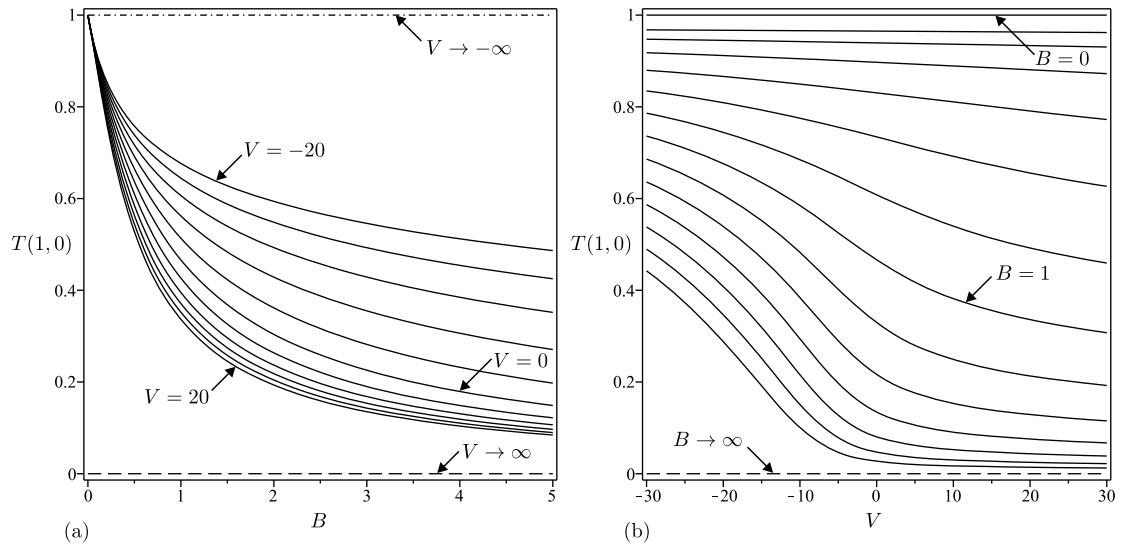 1
0.8
0.6
T(1, 0)
0.4
0.2
0
V → −∞
V = −20
V = 0
V = 20
V → ∞
0 1 2 3 4 5
B
(a)
1
0.8
0.6
T(1, 0)
0.4
0.2
0
B = 0
B = 1
B → ∞
−30 −20 −10 0 10 20 30
V
(b)